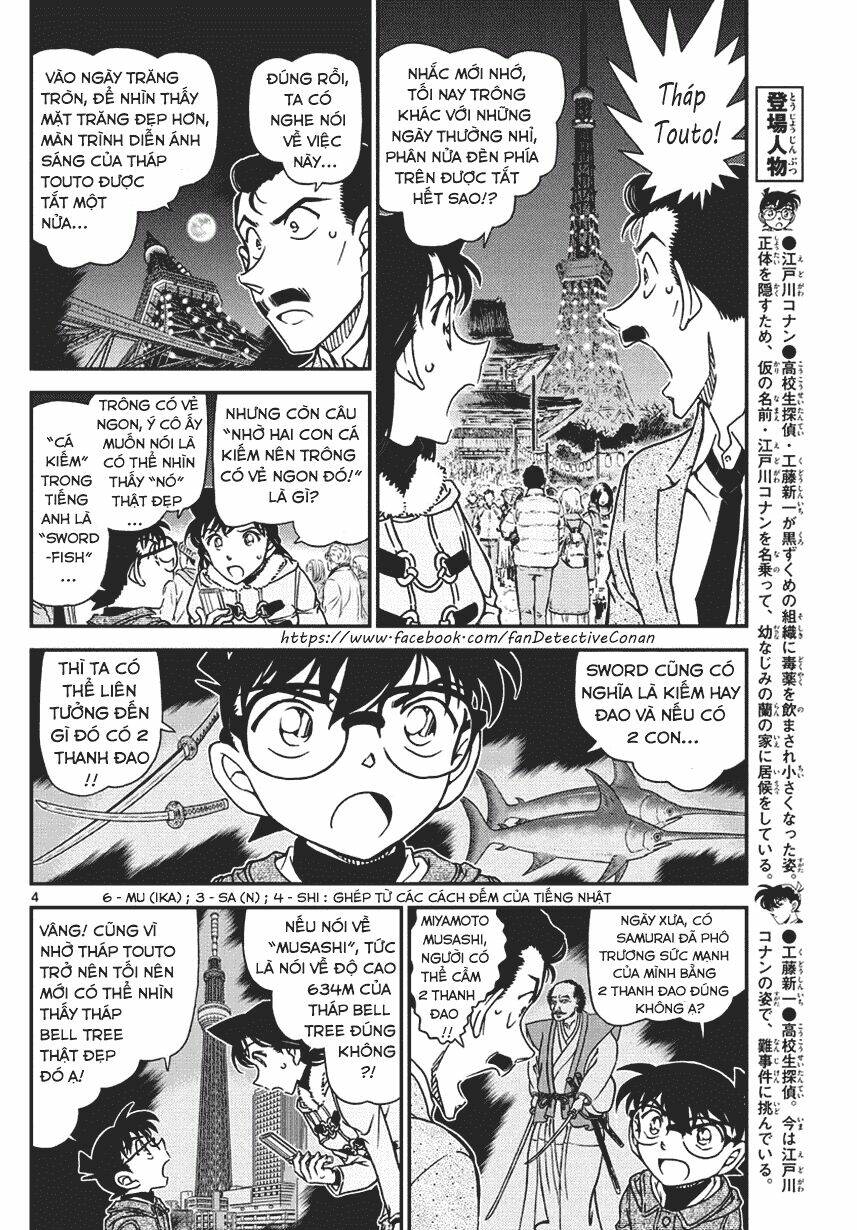 Tháp
Touto!
NHẮC MỚI NHỚ,
TỐI NAY TRÔNG
KHÁC VỚI NHỮNG
NGÀY THƯỜNG NHỈ,
PHÂN NỬA ĐÈN PHÍA
TRÊN ĐƯỢC TẮT
HẾT SAO!?
ĐÚNG RỒI,
TA CÓ
NGHE NÓI
VỀ VIỆC
NÀY...
VÀO NGÀY TRĂNG
TRÒN, ĐỂ NHÌN THẤY
MẶT TRĂNG ĐẸP HƠN,
MÀN TRÌNH DIỄN ÁNH
SÁNG CỦA THÁP
TOUTO ĐƯỢC
TẮT MỘT
NỬA...
NHƯNG CÒN CÂU
“NHỜ HAI CON CÁ
KIẾM NÊN TRÔNG
CÓ VẺ NGON ĐÓ!”
LÀ GÌ?
TRÔNG CÓ VẺ
NGON, Ý CÔ ẤY
MUỐN NÓI LÀ
CÓ THỂ NHÌN
THẤY “NÓ”
THẬT ĐẸP
...
“CÁ
KIẾM”
TRONG
TIẾNG
ANH LÀ
“SWORD
-FISH”
...
https://www.facebook.com/fanDetectiveConan
SWORD CŨNG CÓ
NGHĨA LÀ KIẾM HAY
ĐAO VÀ NẾU CÓ
2 CON...
THÌ TA CÓ
THỂ LIÊN
TƯỞNG ĐẾN
GÌ ĐÓ CÓ 2
THANH ĐAO
!!
4
6 - MU (IKA) ; 3 - SA (N) ; 4 - SHI : GHÉP TỪ CÁC CÁCH ĐẾM CỦA TIẾNG NHẬT
NGÀY XƯA, CÓ
SAMURAI ĐÃ PHÔ
TRƯƠNG SỨC MẠNH
CỦA MÌNH BẰNG
2 THANH ĐAO ĐÚNG
KHÔNG Ạ?
MIYAMOTO
MUSASHI,
NGƯỜI CÓ
THỂ CẦM
2 THANH
ĐAO
!!
NẾU NÓI VỀ
“MUSASHI”, TỨC
LÀ NÓI VỀ ĐỘ CAO
634M CỦA
THÁP BELL
TREE ĐÚNG
KHÔNG
?!
VÂNG! CŨNG VÌ
NHỜ THÁP TOUTO
TRỞ NÊN TỐI NÊN
MỚI CÓ THỂ NHÌN
THẤY THÁP
BELL TREE
THẬT ĐẸP
ĐÓ Ạ!
登場人物
とうじょうじんぶつ
●江戸川コナン●高校生探偵・工藤新一が黒ずくめの組織に毒薬を飲まされ小さくなった姿。
正体を隠すため、仮の名前・江戸川コナンを名乗って、幼なじみの蘭の家に居候をしている。
●工藤新一●高校生探偵。今は江戸川
コナンの姿で、難事件に挑んでいる。